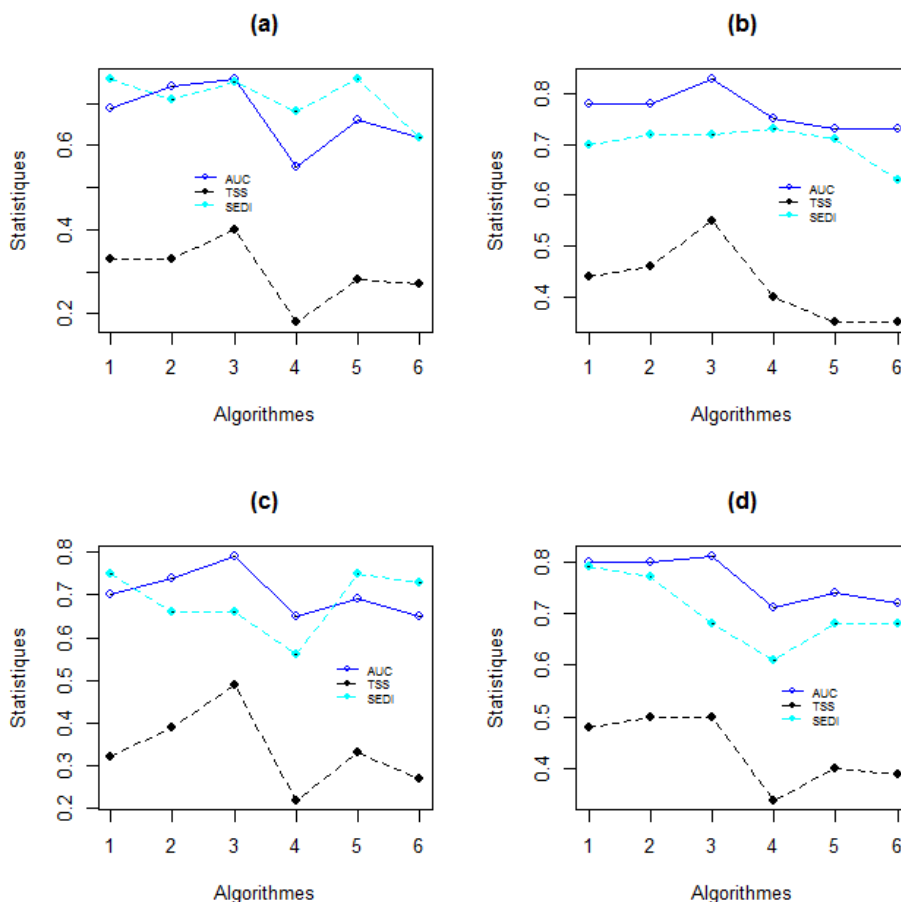 (a)
Statistiques
0.6
0.4
0.2
AUC
TSS
SEDI
1 2 3 4 5 6
Algorithmes
(b)
Statistiques
0.8
0.7
0.6
0.5
0.4
AUC
TSS
SEDI
1 2 3 4 5 6
Algorithmes
(c)
Statistiques
0.8
0.7
0.6
0.5
0.4
0.3
0.2
AUC
TSS
SEDI
1 2 3 4 5 6
Algorithmes
(d)
Statistiques
0.8
0.7
0.6
0.5
0.4
AUC
TSS
SEDI
1 2 3 4 5 6
Algorithmes